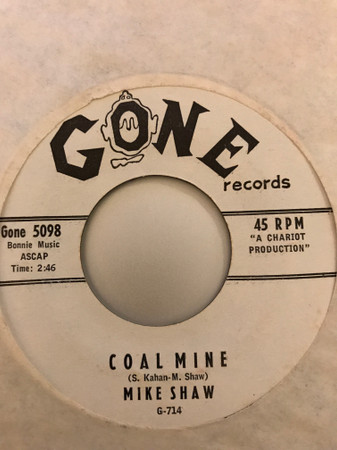 GONE
records
Gone 5098
Bonnie Music
ASCAP
Time: 2:46
45 RPM
"A CHARIOT
PRODUCTION"
COAL MINE
(S. Kahan-M. Shaw)
MIKE SHAW
G-714